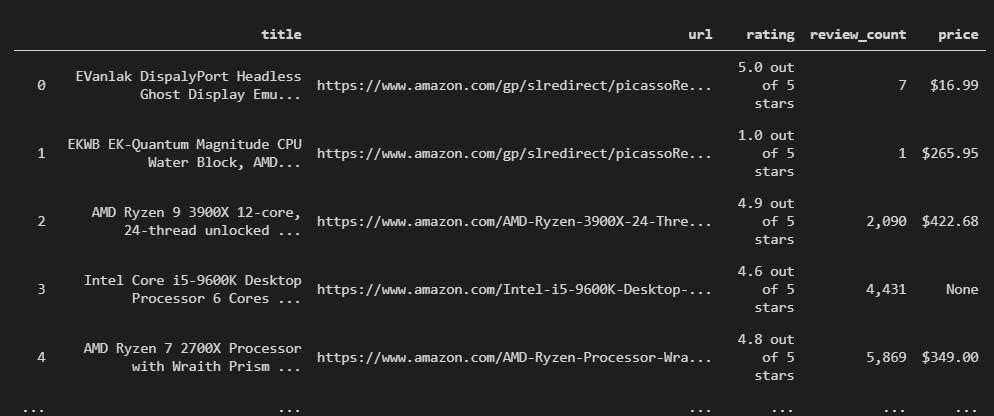 title url rating review_count price
0 EVanlak DispalyPort Headless Ghost Display Emu... https://www.amazon.com/gp/slredirect/picassoRe... 5.0 out of 5 stars 7 $16.99
1 EKWB EK-Quantum Magnitude CPU Water Block, AMD... https://www.amazon.com/gp/slredirect/picassoRe... 1.0 out of 5 stars 1 $265.95
2 AMD Ryzen 9 3900X 12-core, 24-thread unlocked ... https://www.amazon.com/AMD-Ryzen-3900X-24-Thre... 4.9 out of 5 stars 2,090 $422.68
3 Intel Core i5-9600K Desktop Processor 6 Cores ... https://www.amazon.com/Intel-i5-9600K-Desktop-... 4.6 out of 5 stars 4,431 None
4 AMD Ryzen 7 2700X Processor with Wraith Prism ... https://www.amazon.com/AMD-Ryzen-Processor-Wra... 4.8 out of 5 stars 5,869 $349.00
... ... ... ... ... ...